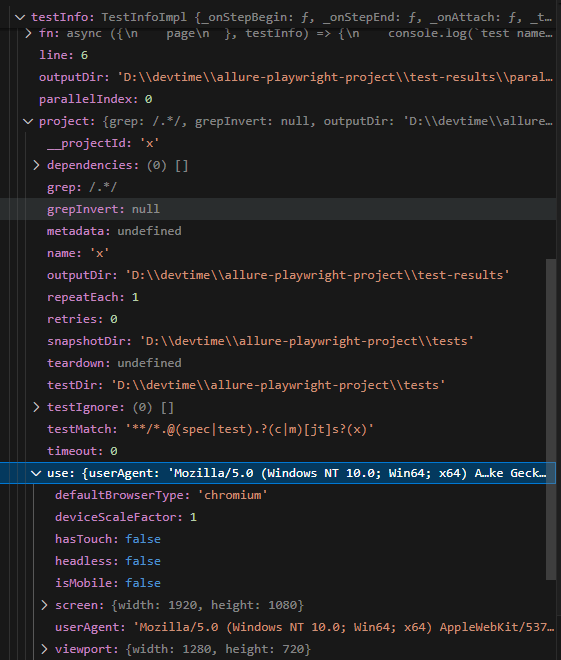 testInfo: TestInfoImpl {_onStepBegin: ƒ, _onStepEnd: ƒ, _onAttach: ƒ, _t…
fn: async ({\n    page\n  }, testInfo) => {\n    console.log(`test name…
line: 6
outputDir: 'D:\\devtime\\allure-playwright-project\\test-results\\paral…
parallelIndex: 0
project: {grep: /.*/, grepInvert: null, outputDir: 'D:\\devtime\\allure…
__projectId: 'x'
dependencies: (0) []
grep: /.*/
grepInvert: null
metadata: undefined
name: 'x'
outputDir: 'D:\\devtime\\allure-playwright-project\\test-results'
repeatEach: 1
retries: 0
snapshotDir: 'D:\\devtime\\allure-playwright-project\\tests'
teardown: undefined
testDir: 'D:\\devtime\\allure-playwright-project\\tests'
testIgnore: (0) []
testMatch: '**/*.@(spec|test).?(c|m)[jt]s?(x)'
timeout: 0
use: {userAgent: 'Mozilla/5.0 (Windows NT 10.0; Win64; x64) A…ke Geck…
defaultBrowserType: 'chromium'
deviceScaleFactor: 1
hasTouch: false
headless: false
isMobile: false
screen: {width: 1920, height: 1080}
userAgent: 'Mozilla/5.0 (Windows NT 10.0; Win64; x64) AppleWebKit/537…
viewport: {width: 1280, height: 720}